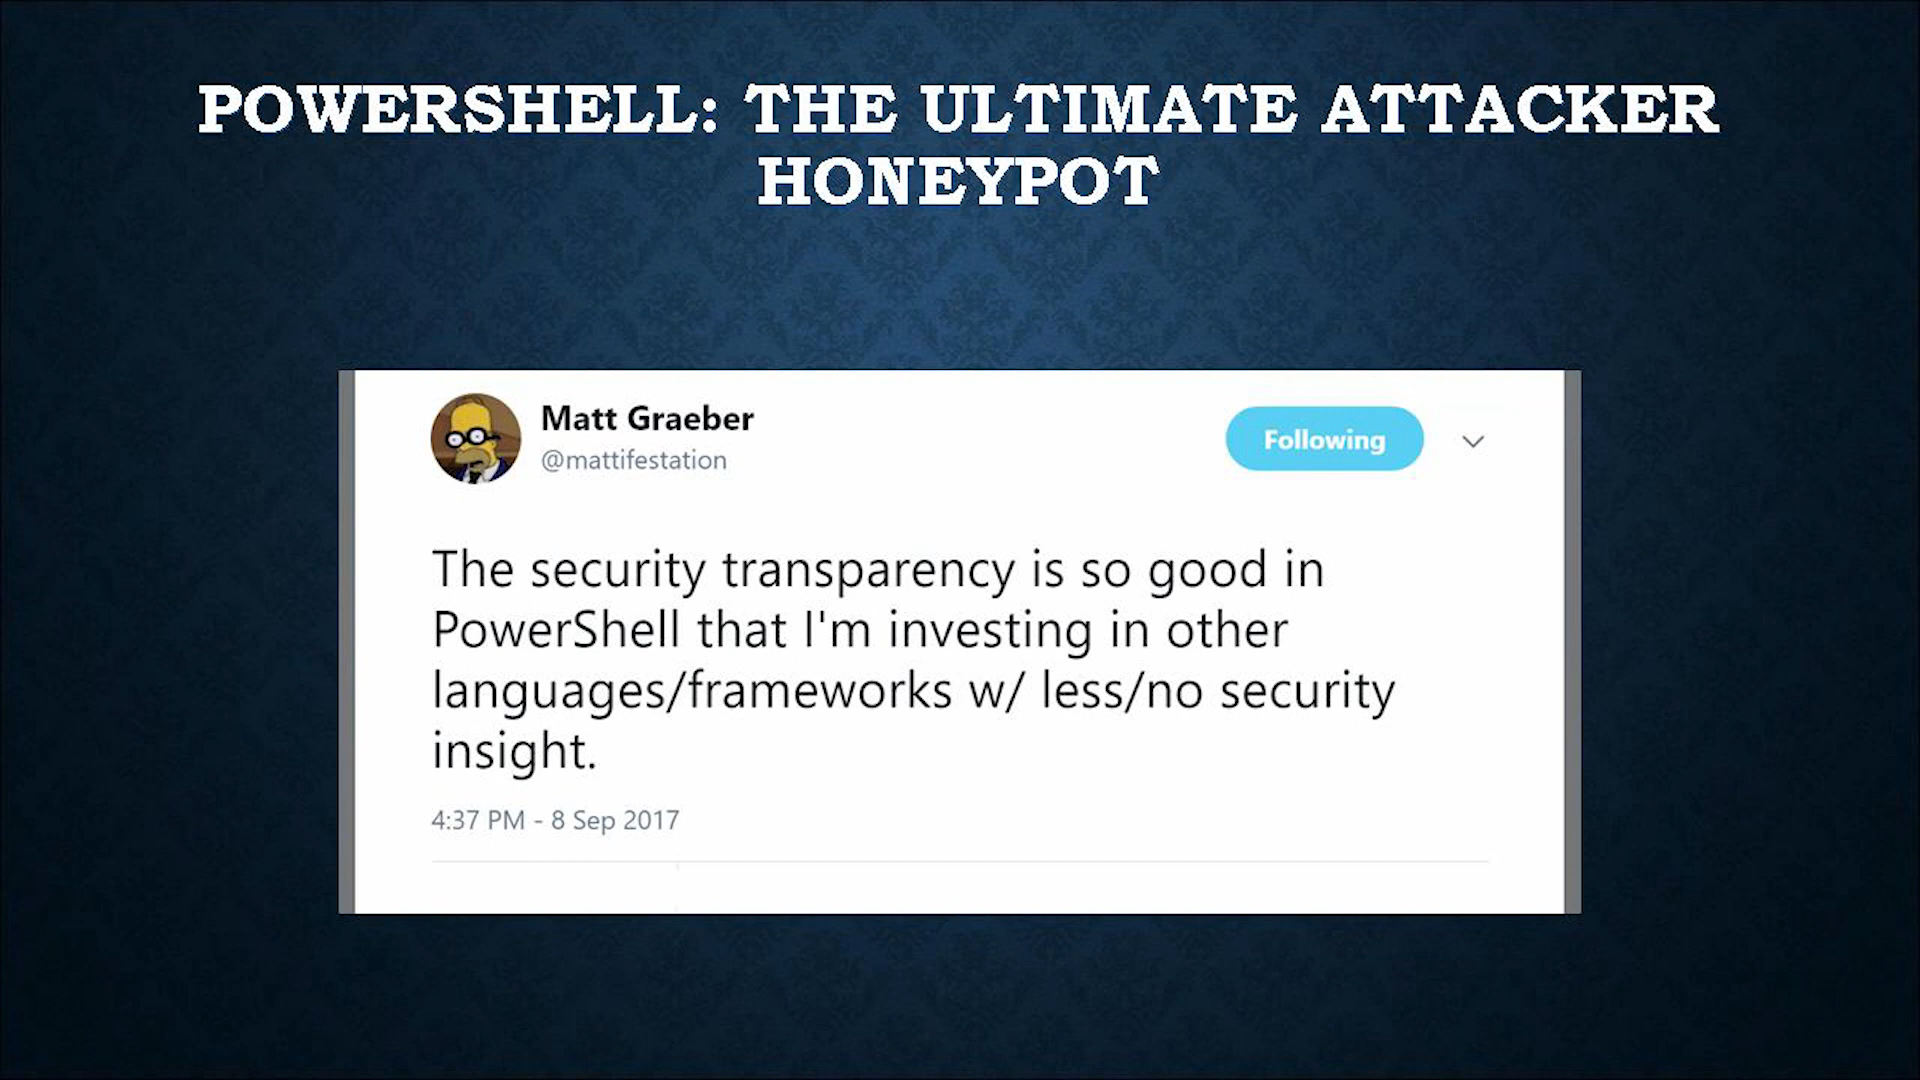 POWERSHELL: THE ULTIMATE ATTACKER
HONEYPOT
Matt Graeber
@mattifestation
Following
The security transparency is so good in
PowerShell that I'm investing in other
languages/frameworks w/ less/no security
insight.
4:37 PM - 8 Sep 2017